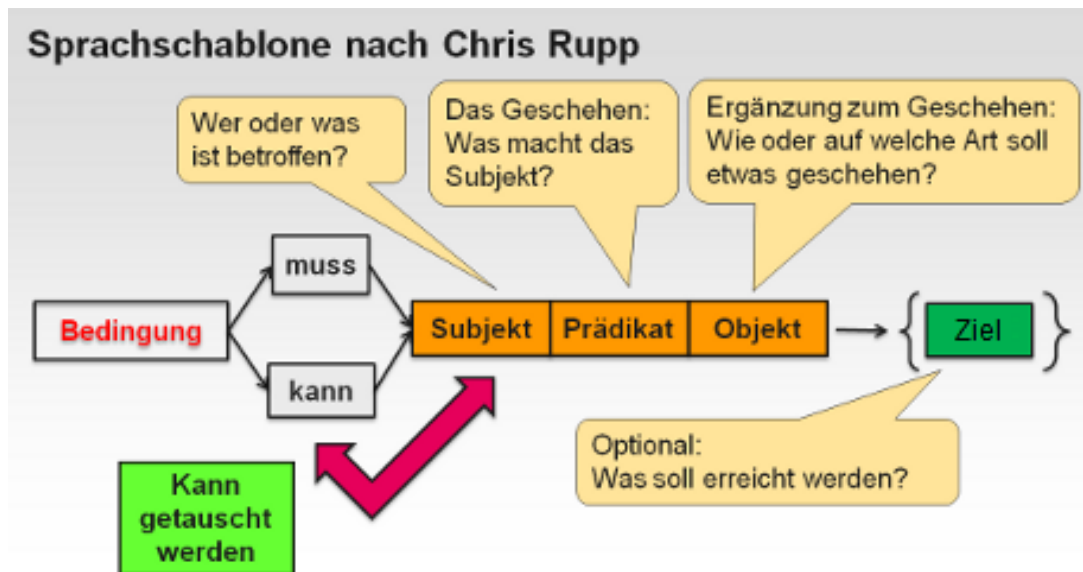 Sprachschablone nach Chris Rupp
Wer oder was
ist betroffen?
Das Geschehen:
Was macht das
Subjekt?
Ergänzung zum Geschehen:
Wie oder auf welche Art soll
etwas geschehen?
Bedingung
muss
kann
Subjekt
Prädikat
Objekt
Ziel
Kann
getauscht
werden
Optional:
Was soll erreicht werden?